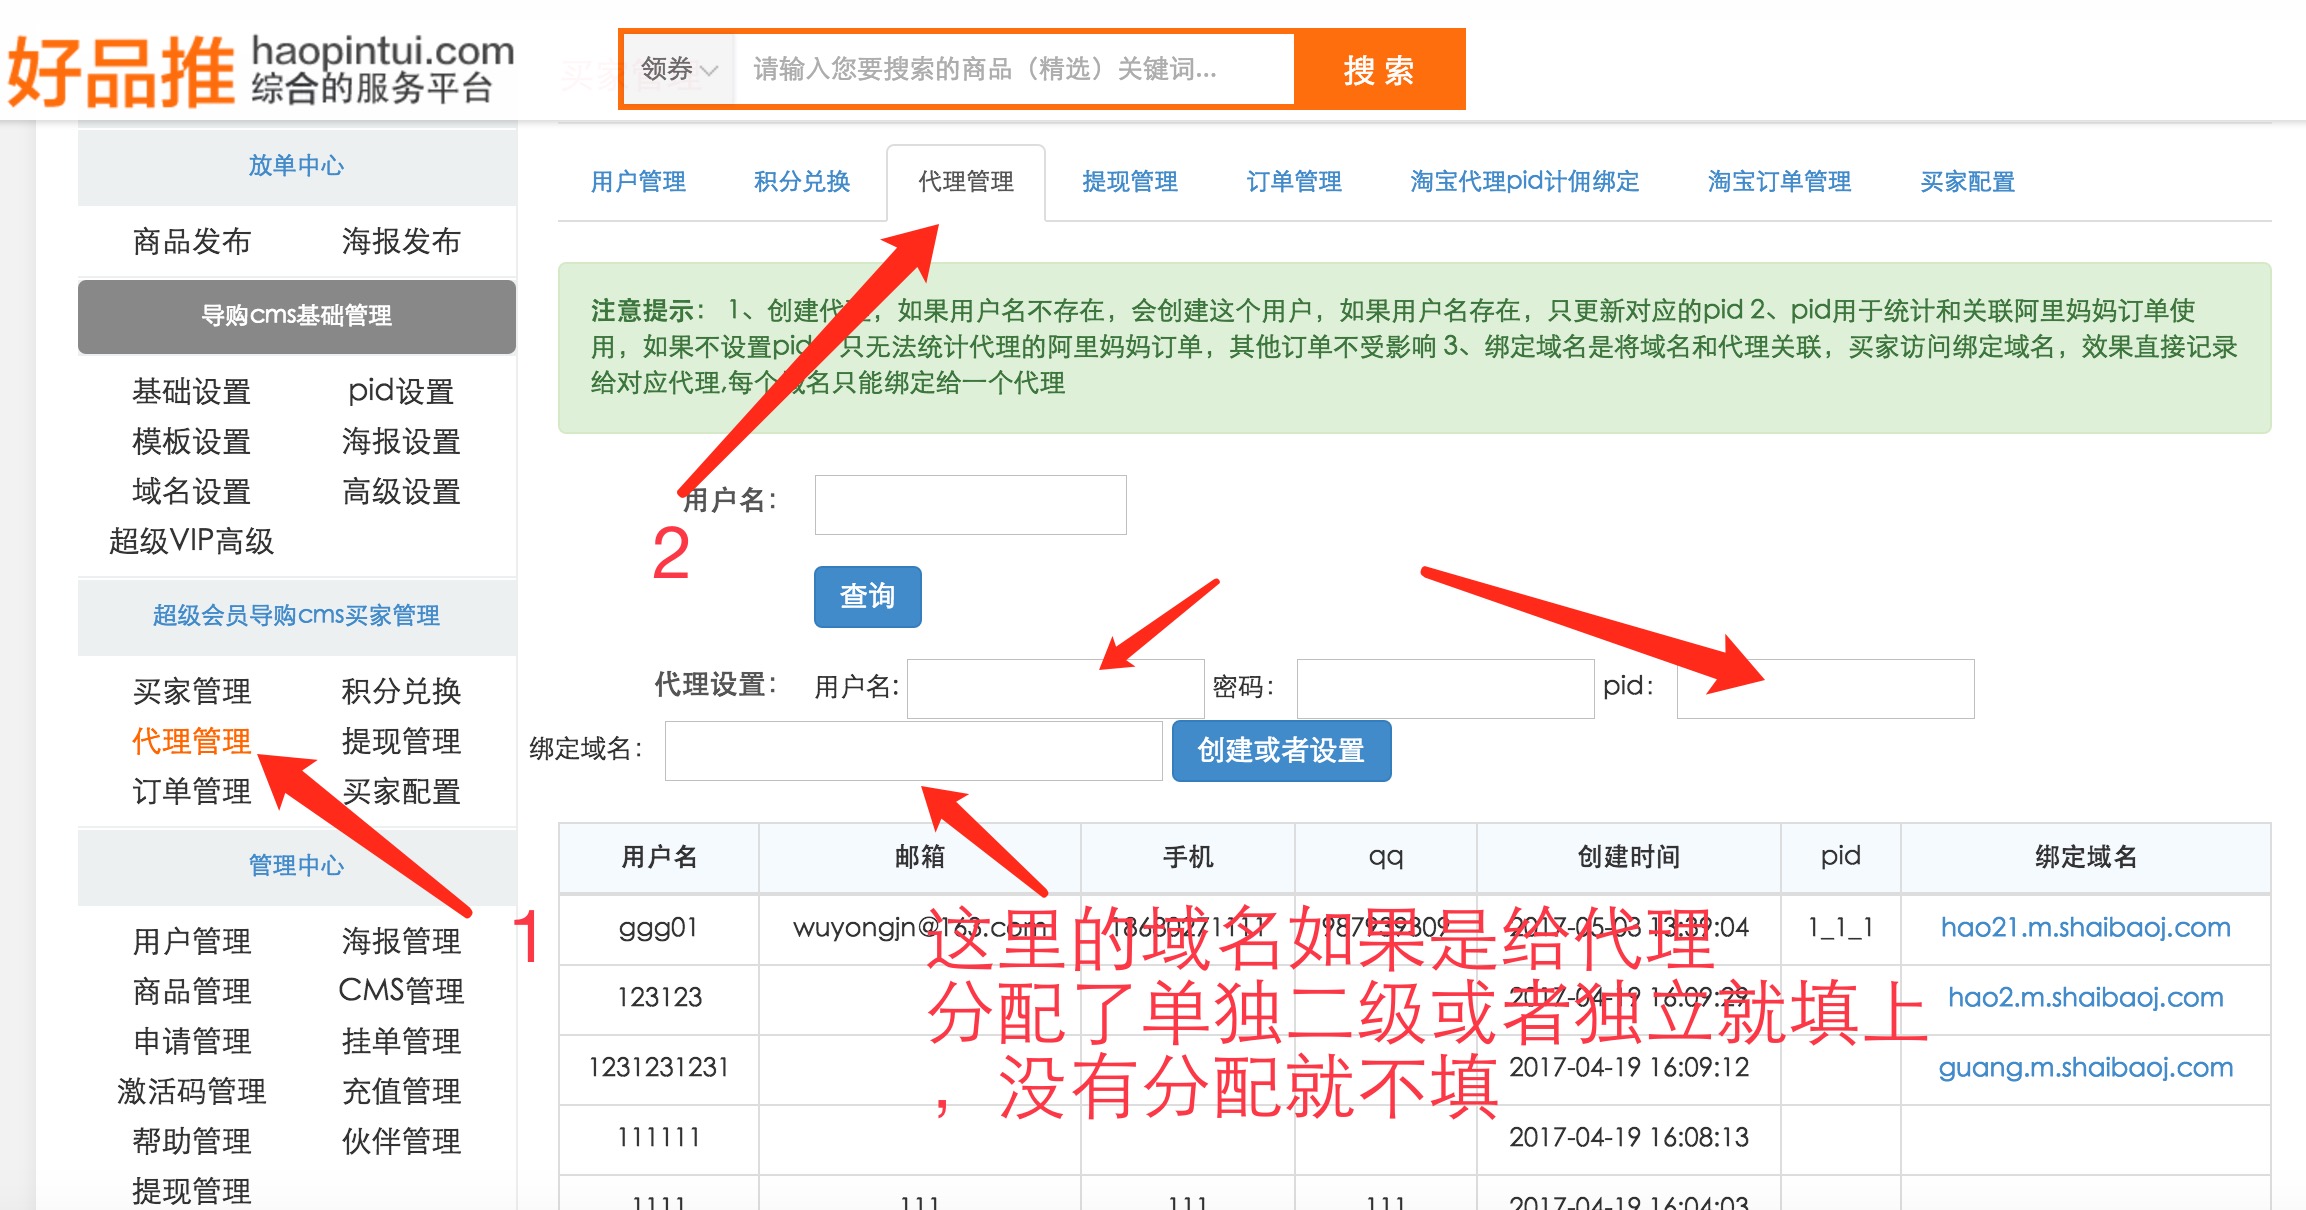 好品推 haopintui.com
综合的服务平台
领券 请输入您要搜索的商品（精选）关键词... 搜 索
放单中心
商品发布 海报发布
导购cms基础管理
基础设置 pid设置
模板设置 海报设置
域名设置 高级设置
超级VIP高级
超级会员导购cms买家管理
买家管理 积分兑换
代理管理 提现管理
订单管理 买家配置
管理中心
用户管理 海报管理
商品管理 CMS管理
申请管理 挂单管理
激活码管理 充值管理
帮助管理 伙伴管理
提现管理
用户管理 积分兑换 代理管理 提现管理 订单管理 淘宝代理pid计佣绑定 淘宝订单管理 买家配置
注意提示： 1、创建代理，如果用户名不存在，会创建这个用户，如果用户名存在，只更新对应的pid 2、pid用于统计和关联阿里妈妈订单使
用，如果不设置pid，只无法统计代理的阿里妈妈订单，其他订单不受影响 3、绑定域名是将域名和代理关联，买家访问绑定域名，效果直接记录
给对应代理,每个域名只能绑定给一个代理
用户名：
2
查询
代理设置： 用户名: 密码： pid：
绑定域名： 创建或者设置
1
用户名 邮箱 手机 qq 创建时间 pid 绑定域名
ggg01 wuyongjn@163.com 2017-05-03 13:39:04 1_1_1 hao21.m.shaibaoj.com
123123 2017-04-19 16:09:29 hao2.m.shaibaoj.com
1231231231 2017-04-19 16:09:12 guang.m.shaibaoj.com
111111 2017-04-19 16:08:13
1111 111 111 111 2017-04-19 16:04:03
这里的域名如果是给代理
分配了单独二级或者独立就填上
，没有分配就不填